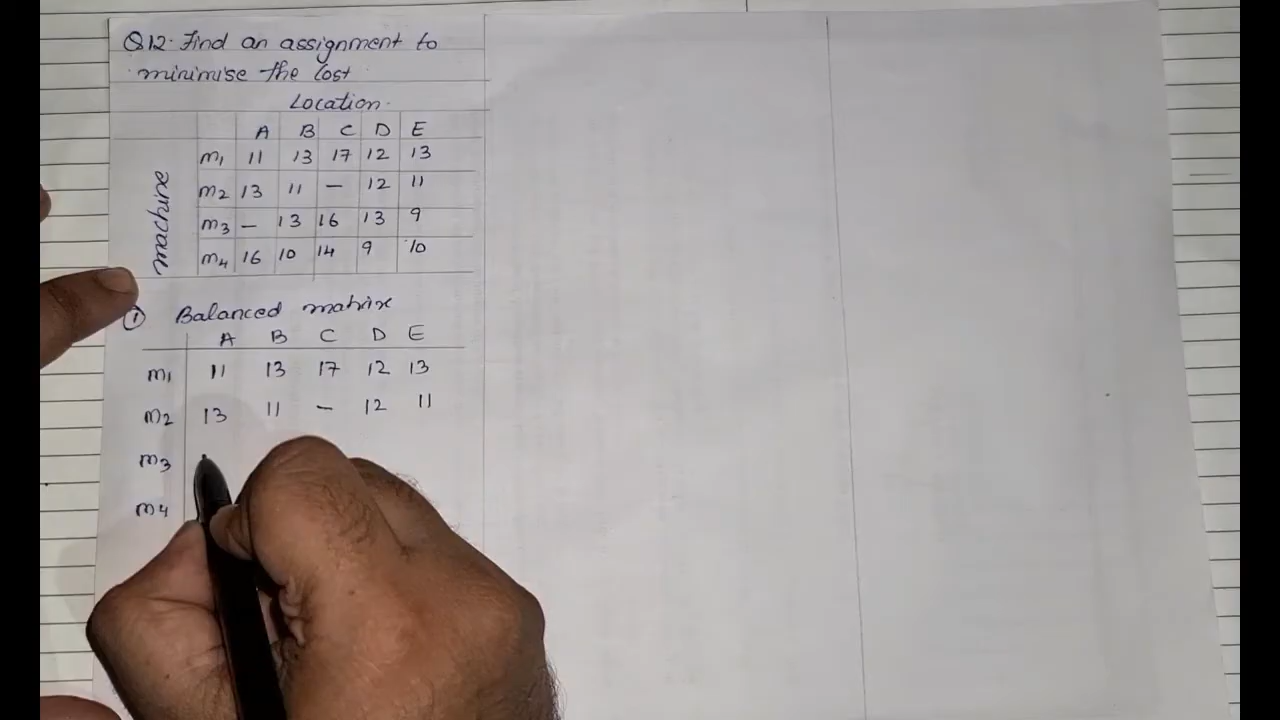 Q12. Find an assignment to
minimise the cost
Location.
A B C D E
machine
m1 11 13 17 12 13
m2 13 11 — 12 11
m3 — 13 16 13 9
m4 16 10 14 9 10
① Balanced matrix
A B C D E
m1 11 13 17 12 13
m2 13 11 — 12 11
m3
m4